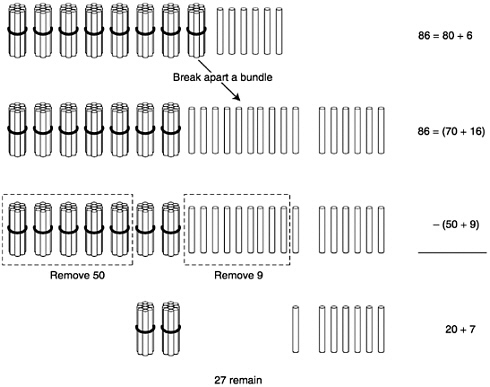 86 = 80 + 6
Break apart a bundle
86 = (70 + 16)
– (50 + 9)
Remove 50
Remove 9
20 + 7
27 remain